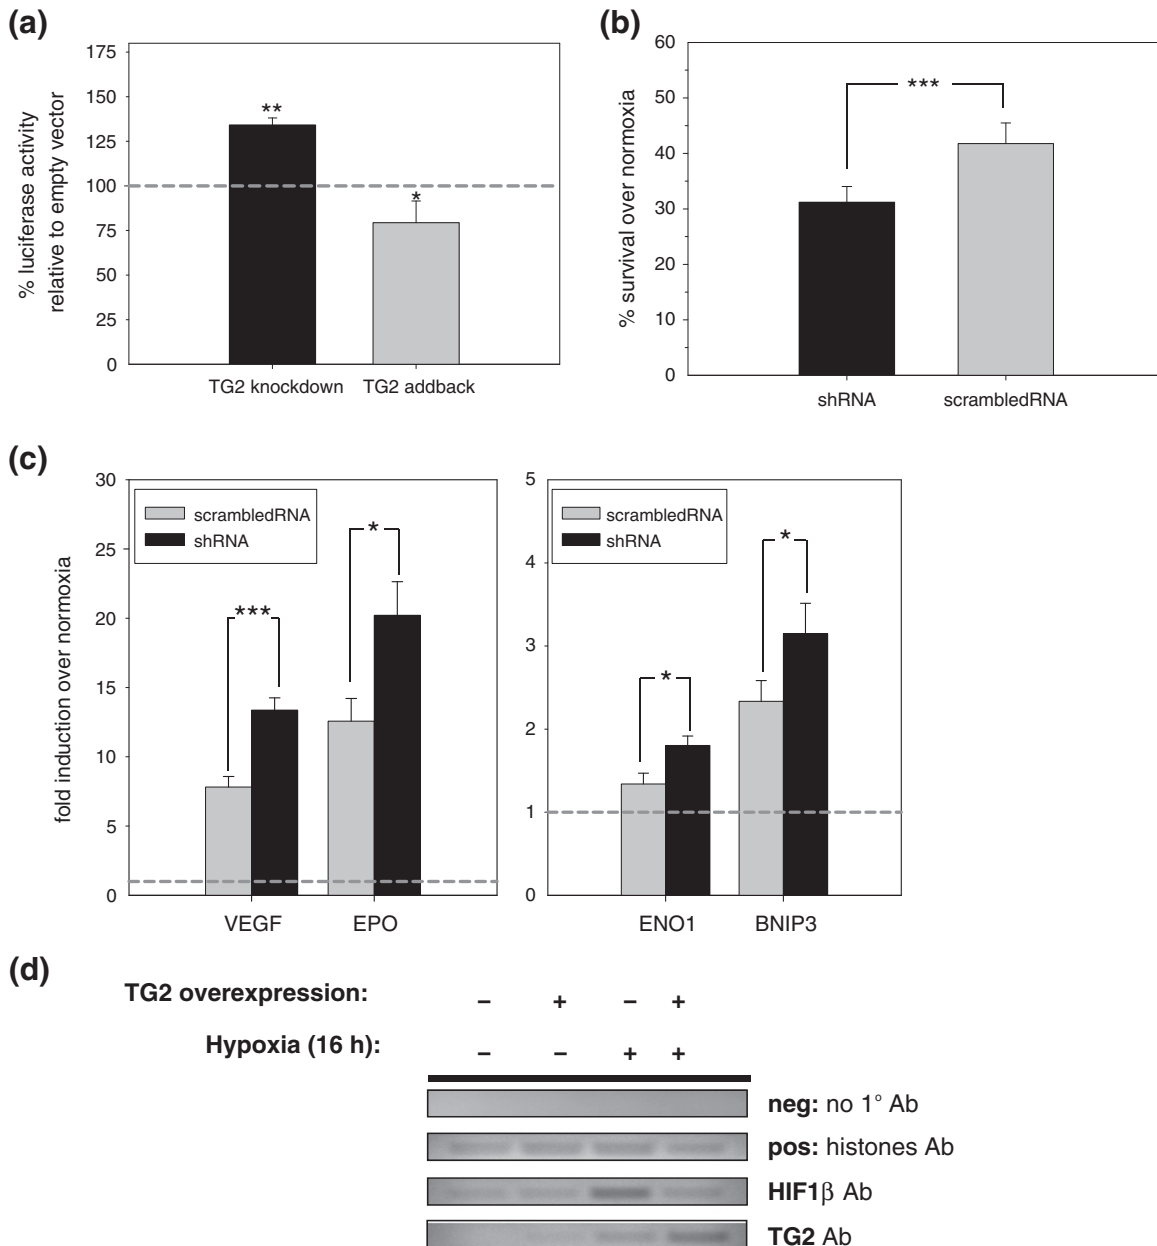 (a)
175
150
125
100
75
50
25
0
% luciferase activity
relative to empty vector
**
*
TG2 knockdown
TG2 addback
(b)
60
50
40
30
20
10
0
% survival over normoxia
***
shRNA
scrambledRNA
(c)
30
25
20
15
10
5
0
fold induction over normoxia
scrambledRNA
shRNA
***
*
VEGF
EPO
5
4
3
2
1
0
scrambledRNA
shRNA
*
*
ENO1
BNIP3
(d)
TG2 overexpression: – + – +
Hypoxia (16 h): – – + +
neg: no 1° Ab
pos: histones Ab
HIF1β Ab
TG2 Ab